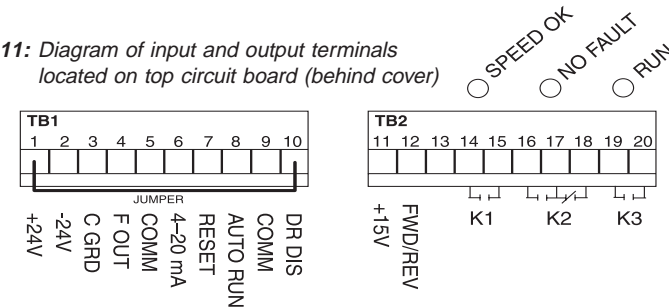 11: Diagram of input and output terminals
located on top circuit board (behind cover)
SPEED OK
NO FAULT
RUN
TB1
1 2 3 4 5 6 7 8 9 10
JUMPER
+24V
-24V
C GRD
F OUT
COMM
4–20 mA
RESET
AUTO RUN
COMM
DR DIS
TB2
11 12 13 14 15 16 17 18 19 20
+15V
FWD/REV
K1 K2 K3